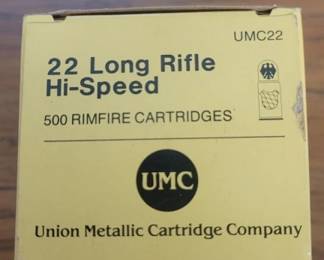 UMC22
22 Long Rifle
Hi-Speed
500 RIMFIRE CARTRIDGES
UMC
Union Metallic Cartridge Company